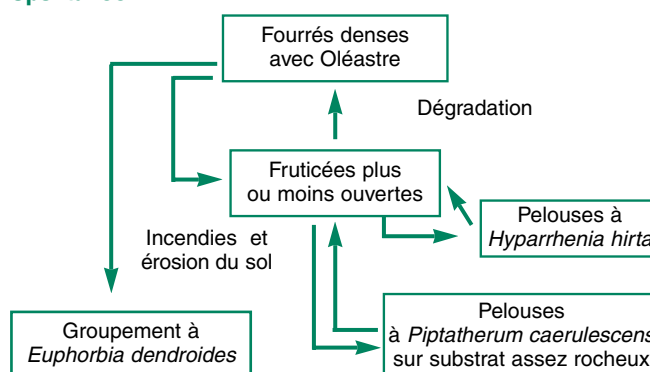 Fourrés denses
avec Oléastre
Dégradation
Fruticées plus
ou moins ouvertes
Pelouses à
Hyparrhenia hirta
Incendies et
érosion du sol
Groupement à
Euphorbia dendroides
Pelouses
à Piptatherum caerulescens
sur substrat assez rocheux